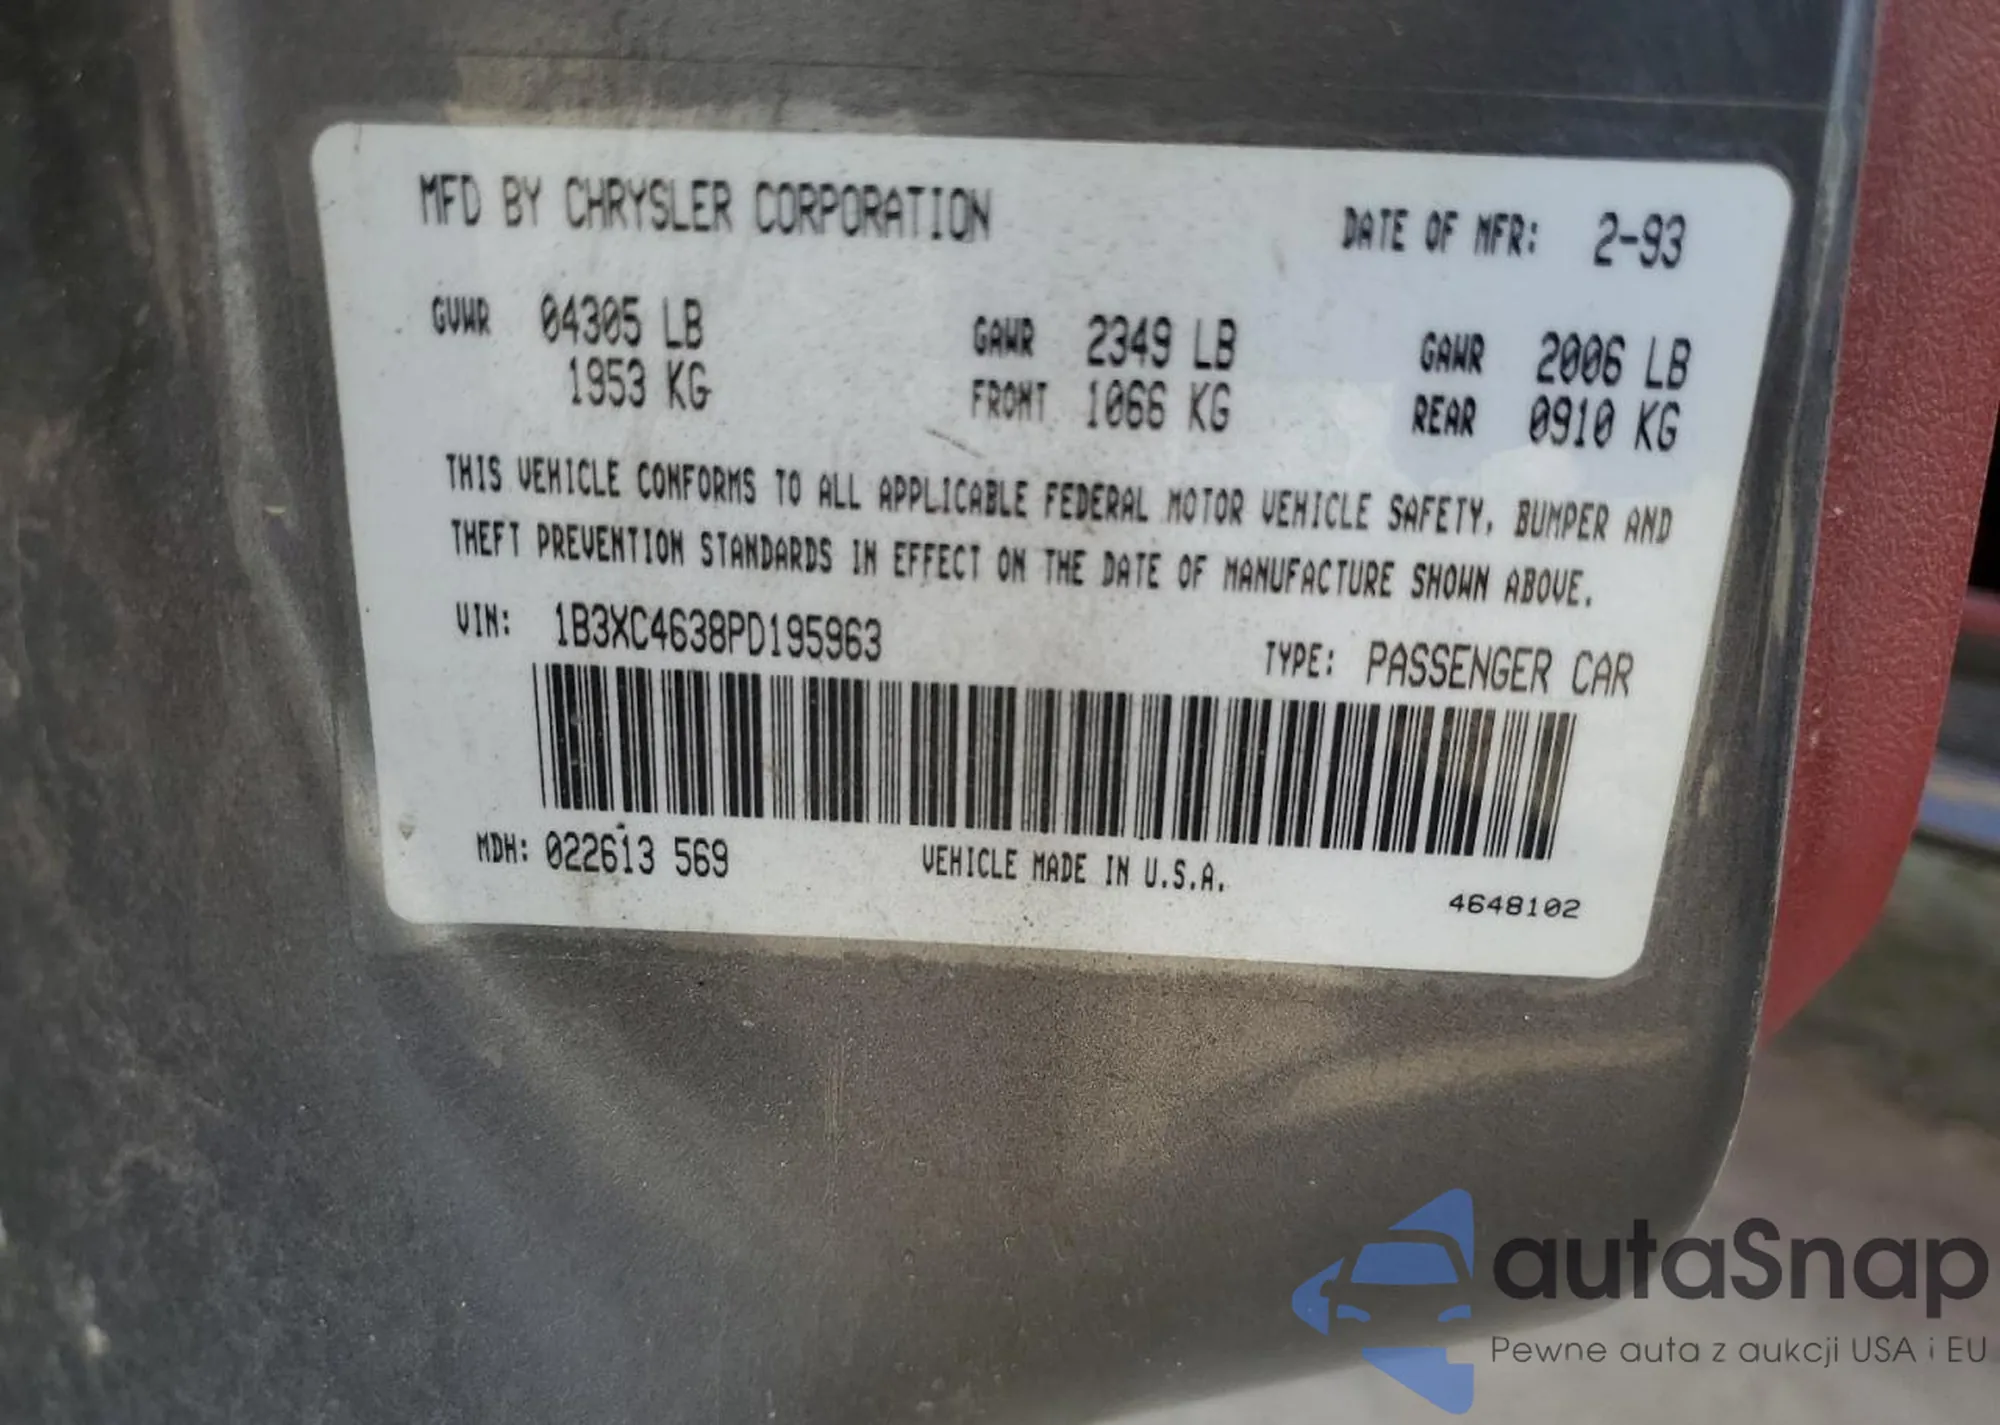 MFD BY CHRYSLER CORPORATION DATE OF MFR: 2-93
GVWR 04305 LB GAWR 2349 LB GAWR 2006 LB
1953 KG FRONT 1066 KG REAR 0910 KG
THIS VEHICLE CONFORMS TO ALL APPLICABLE FEDERAL MOTOR VEHICLE SAFETY, BUMPER AND
THEFT PREVENTION STANDARDS IN EFFECT ON THE DATE OF MANUFACTURE SHOWN ABOVE.
VIN: 1B3XC4638PD195963 TYPE: PASSENGER CAR
MDH: 022613 569 VEHICLE MADE IN U.S.A.
4648102
autaSnap
Pewne auta z aukcji USA i EU